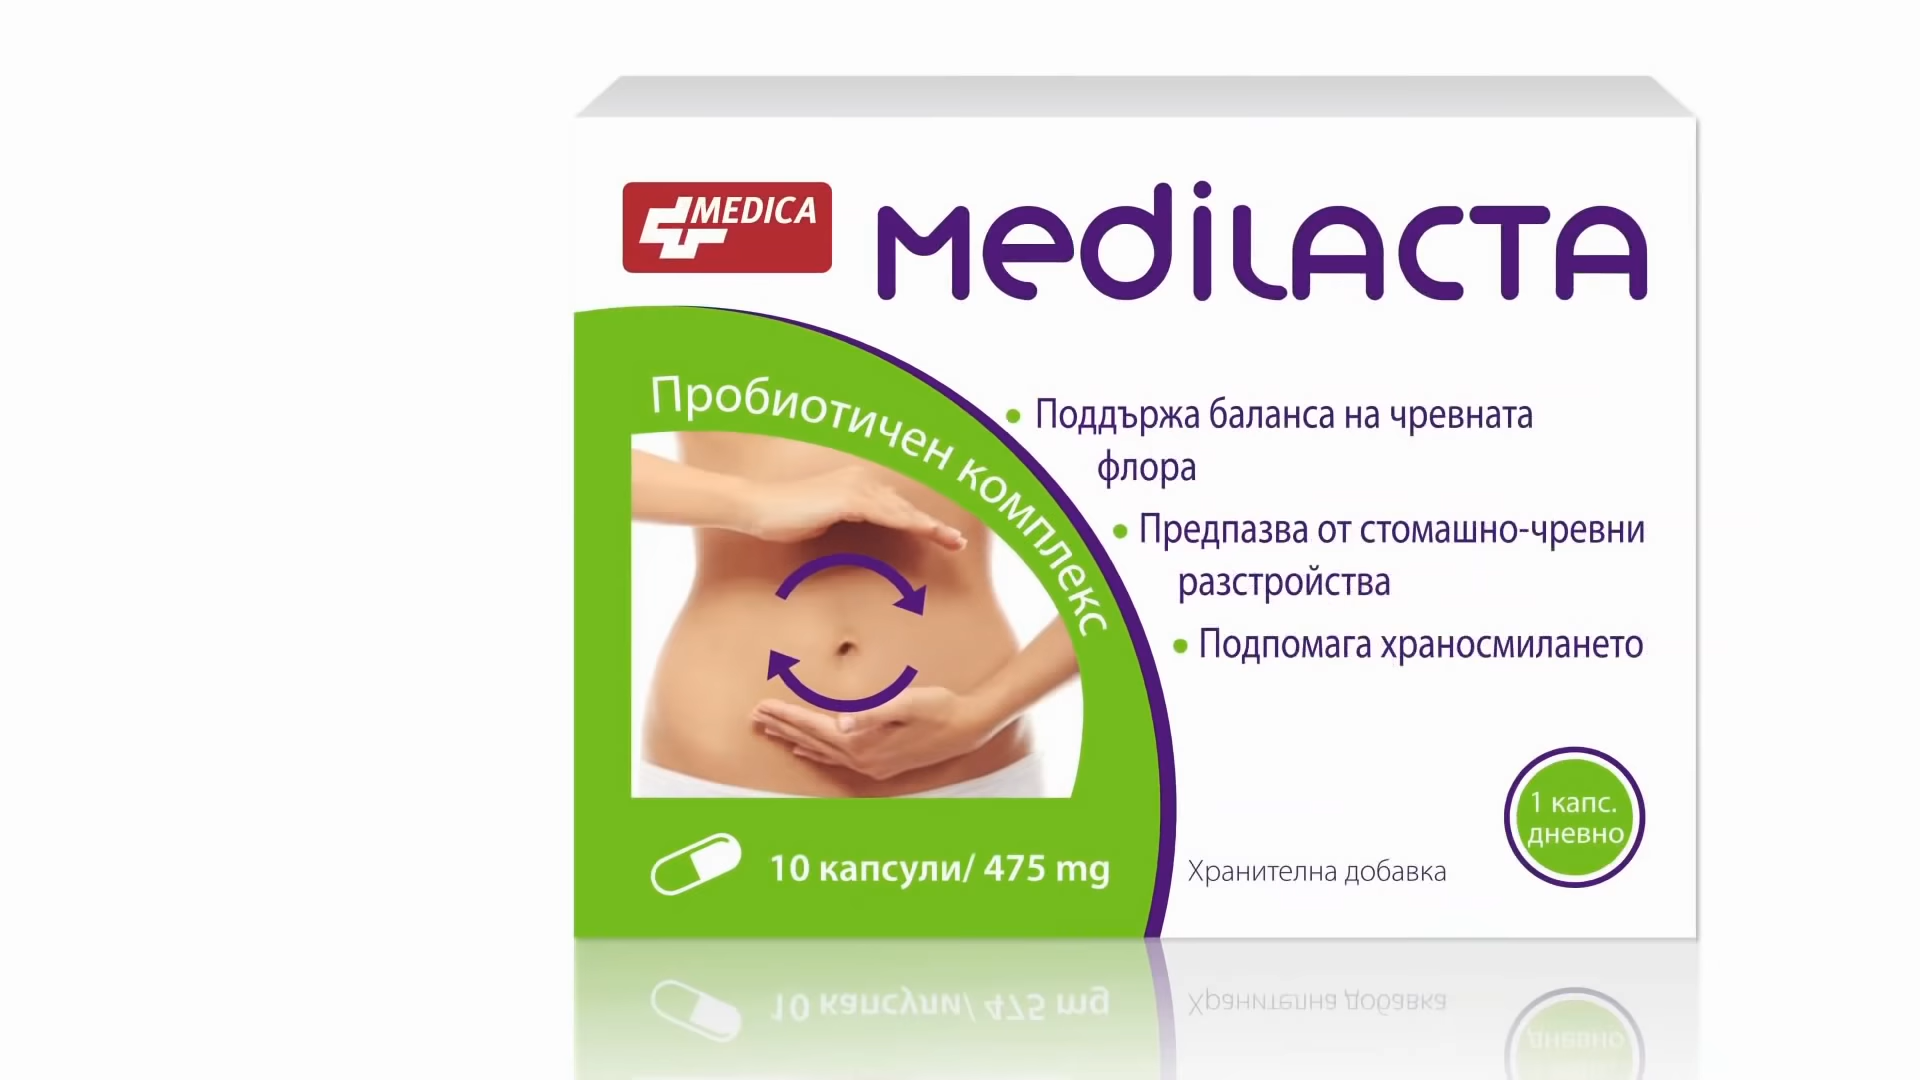 MEDICA
MEDILACTA
Пробиотичен комплекс
Поддържа баланса на чревната
флора
Предпазва от стомашно-чревни
разстройства
Подпомага храносмилането
1 капс.
дневно
10 капсули/ 475 mg
Хранителна добавка